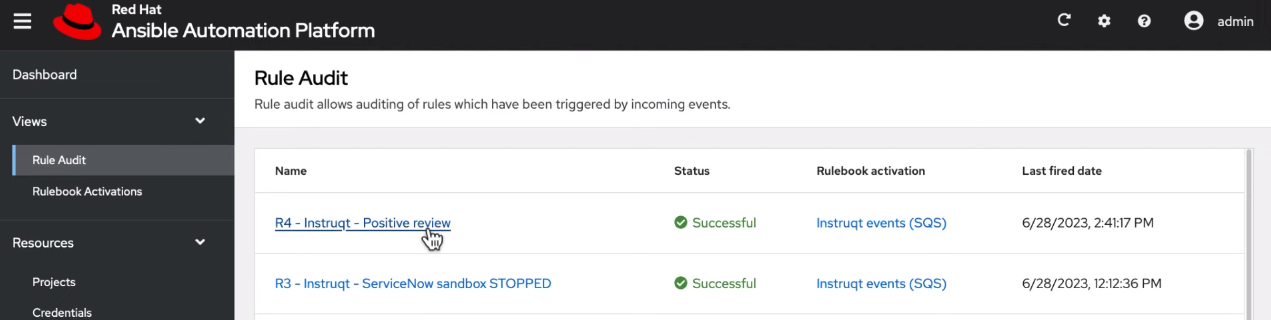 Red Hat
Ansible Automation Platform
admin
Dashboard
Views
Rule Audit
Rulebook Activations
Resources
Projects
Credentials
Rule Audit
Rule audit allows auditing of rules which have been triggered by incoming events.
Name Status Rulebook activation Last fired date
R4 - Instruqt - Positive review Successful Instruqt events (SQS) 6/28/2023, 2:41:17 PM
R3 - Instruqt - ServiceNow sandbox STOPPED Successful Instruqt events (SQS) 6/28/2023, 12:12:36 PM